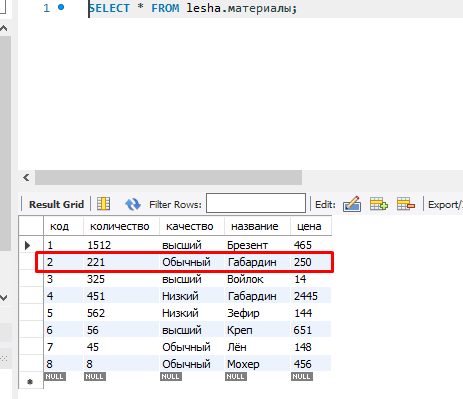 1 SELECT * FROM lesha.материалы;
Result Grid Filter Rows: Edit: Export/
код количество качество название цена
1 1512 высший Брезент 465
2 221 Обычный Габардин 250
3 325 высший Войлок 14
4 451 Низкий Габардин 2445
5 562 Низкий Зефир 144
6 56 высший Креп 651
7 45 Обычный Лён 148
8 8 Обычный Мохер 456
NULL NULL NULL NULL NULL